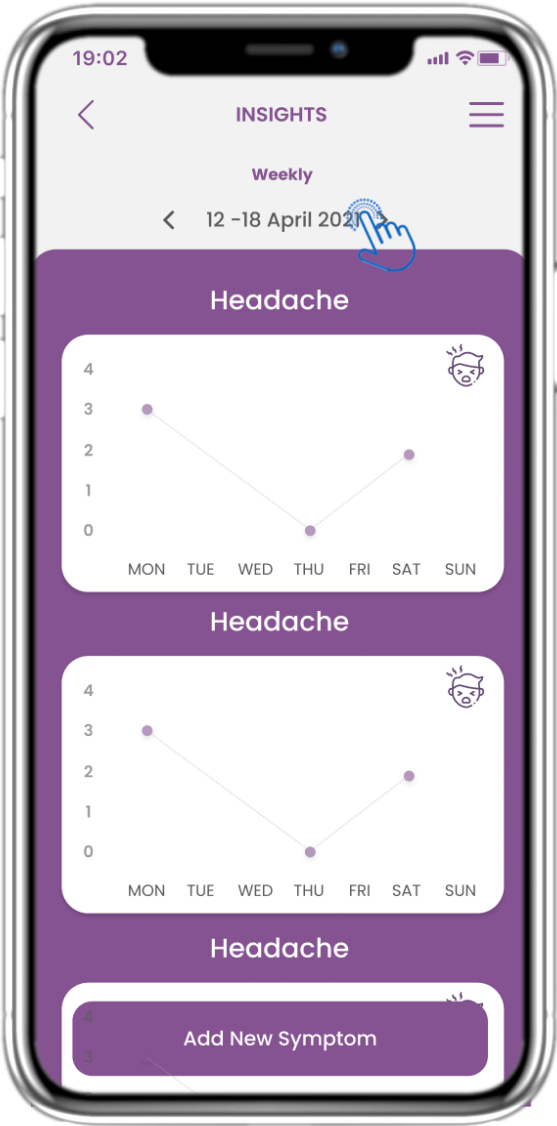 19:02
INSIGHTS
Weekly
12 -18 April 2021
Headache
4
3
2
1
0
MON TUE WED THU FRI SAT SUN
Headache
4
3
2
1
0
MON TUE WED THU FRI SAT SUN
Headache
4
Add New Symptom
3